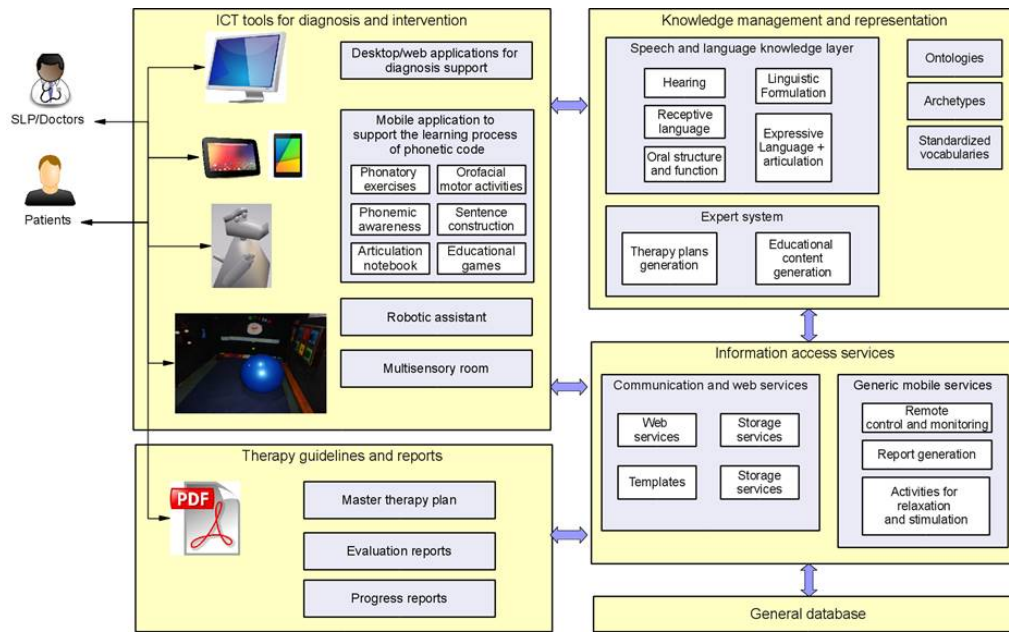 SLP/Doctors
Patients
ICT tools for diagnosis and intervention
Desktop/web applications for
diagnosis support
Mobile application to
support the learning process
of phonetic code
Phonatory
exercises
Orofacial
motor activities
Phonemic
awareness
Sentence
construction
Articulation
notebook
Educational
games
Robotic assistant
Multisensory room
Therapy guidelines and reports
PDF
Master therapy plan
Evaluation reports
Progress reports
Knowledge management and representation
Speech and language knowledge layer
Hearing
Receptive
language
Oral structure
and function
Linguistic
Formulation
Expressive
Language +
articulation
Ontologies
Archetypes
Standardized
vocabularies
Expert system
Therapy plans
generation
Educational
content
generation
Information access services
Communication and web services
Web
services
Storage
services
Templates
Storage
services
Generic mobile services
Remote
control and monitoring
Report generation
Activities for
relaxation
and stimulation
General database